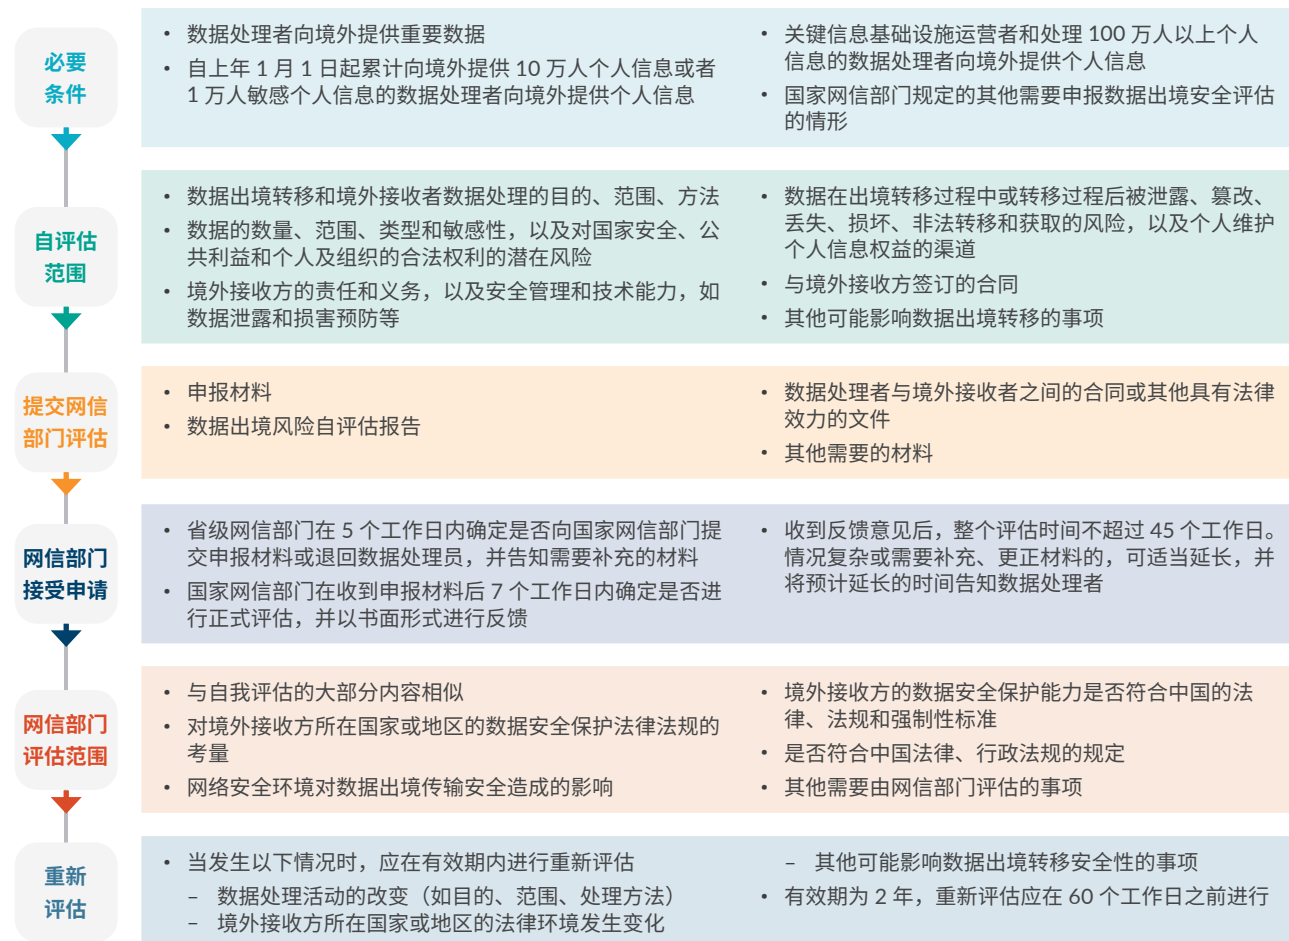 必要
条件
• 数据处理者向境外提供重要数据
• 自上年 1 月 1 日起累计向境外提供 10 万人个人信息或者
1 万人敏感个人信息的数据处理者向境外提供个人信息
• 关键信息基础设施运营者和处理 100 万人以上个人
信息的数据处理者向境外提供个人信息
• 国家网信部门规定的其他需要申报数据出境安全评估
的情形
自评估
范围
• 数据出境转移和境外接收者数据处理的目的、范围、方法
• 数据的数量、范围、类型和敏感性，以及对国家安全、公
共利益和个人及组织的合法权利的潜在风险
• 境外接收方的责任和义务，以及安全管理和技术能力，如
数据泄露和损害预防等
• 数据在出境转移过程中或转移过程后被泄露、篡改、
丢失、损坏、非法转移和获取的风险，以及个人维护
个人信息权益的渠道
• 与境外接收方签订的合同
• 其他可能影响数据出境转移的事项
提交网信
部门评估
• 申报材料
• 数据出境风险自评估报告
• 数据处理者与境外接收者之间的合同或其他具有法律
效力的文件
• 其他需要的材料
网信部门
接受申请
• 省级网信部门在 5 个工作日内确定是否向国家网信部门提
交申报材料或退回数据处理员，并告知需要补充的材料
• 国家网信部门在收到申报材料后 7 个工作日内确定是否进
行正式评估，并以书面形式进行反馈
• 收到反馈意见后，整个评估时间不超过 45 个工作日。
情况复杂或需要补充、更正材料的，可适当延长，并
将预计延长的时间告知数据处理者
网信部门
评估范围
• 与自我评估的大部分内容相似
• 对境外接收方所在国家或地区的数据安全保护法律法规的
考量
• 网络安全环境对数据出境传输安全造成的影响
• 境外接收方的数据安全保护能力是否符合中国的法
律、法规和强制性标准
• 是否符合中国法律、行政法规的规定
• 其他需要由网信部门评估的事项
重新
评估
• 当发生以下情况时，应在有效期内进行重新评估
– 数据处理活动的改变（如目的、范围、处理方法）
– 境外接收方所在国家或地区的法律环境发生变化
– 其他可能影响数据出境转移安全性的事项
• 有效期为 2 年，重新评估应在 60 个工作日之前进行